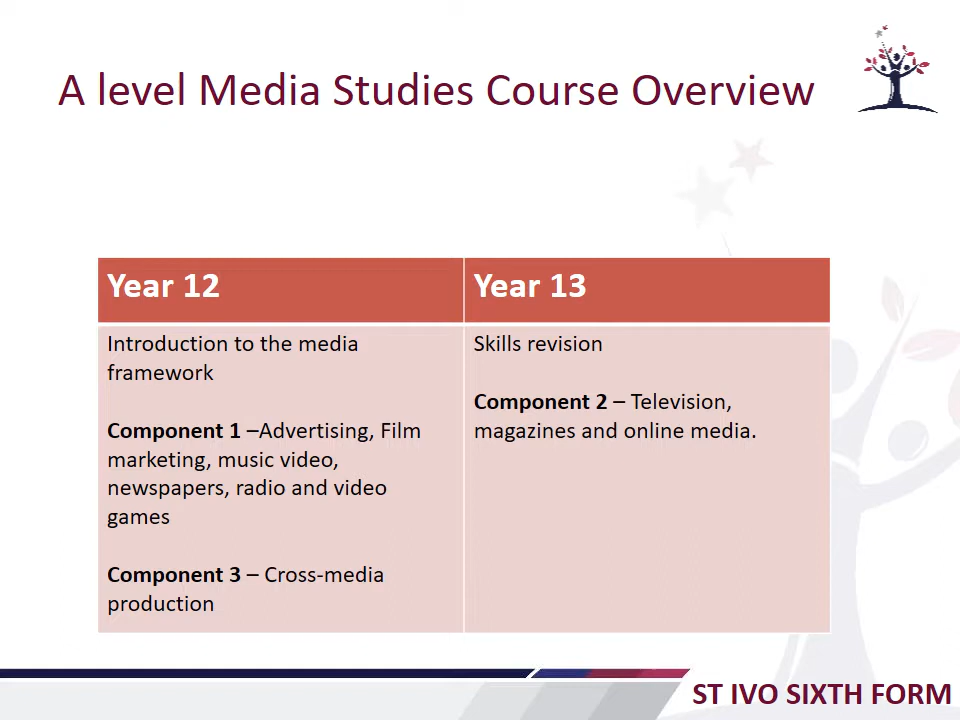 A level Media Studies Course Overview
Year 12
Introduction to the media
framework
Component 1 –Advertising, Film
marketing, music video,
newspapers, radio and video
games
Component 3 – Cross-media
production
Year 13
Skills revision
Component 2 – Television,
magazines and online media.
ST IVO SIXTH FORM